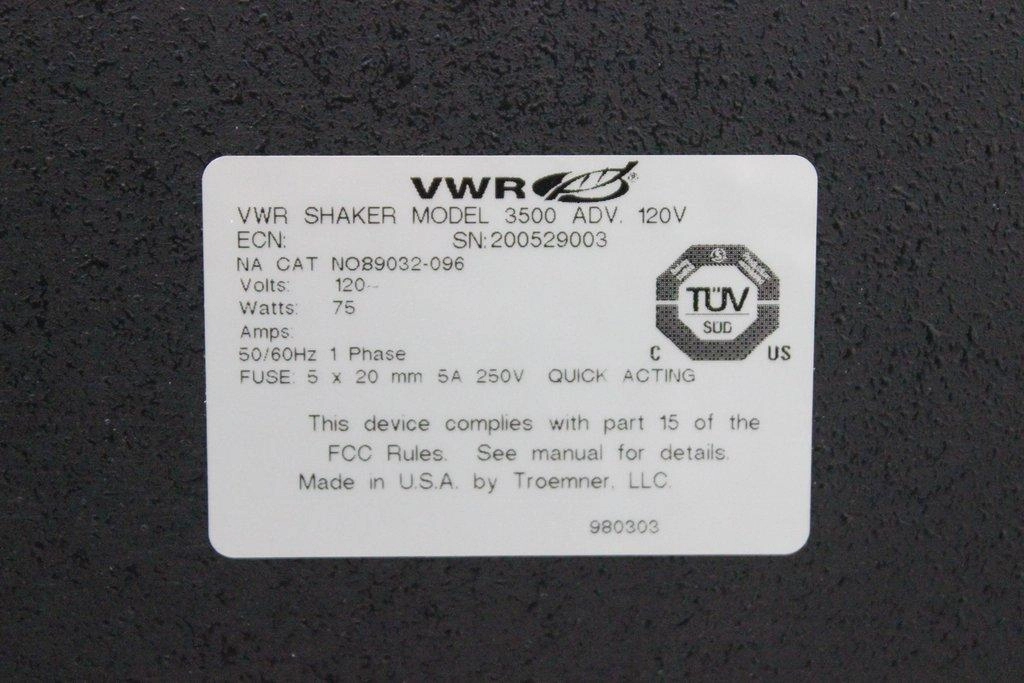 VWR ®
VWR SHAKER MODEL 3500 ADV. 120V
ECN: SN:200529003
NA CAT NO89032-096
Volts: 120~
Watts: 75
Amps:
50/60Hz 1 Phase
FUSE: 5 x 20 mm 5A 250V QUICK ACTING
TÜV
SÜD
C US
This device complies with part 15 of the
FCC Rules. See manual for details.
Made in U.S.A. by Troemner, LLC.
980303